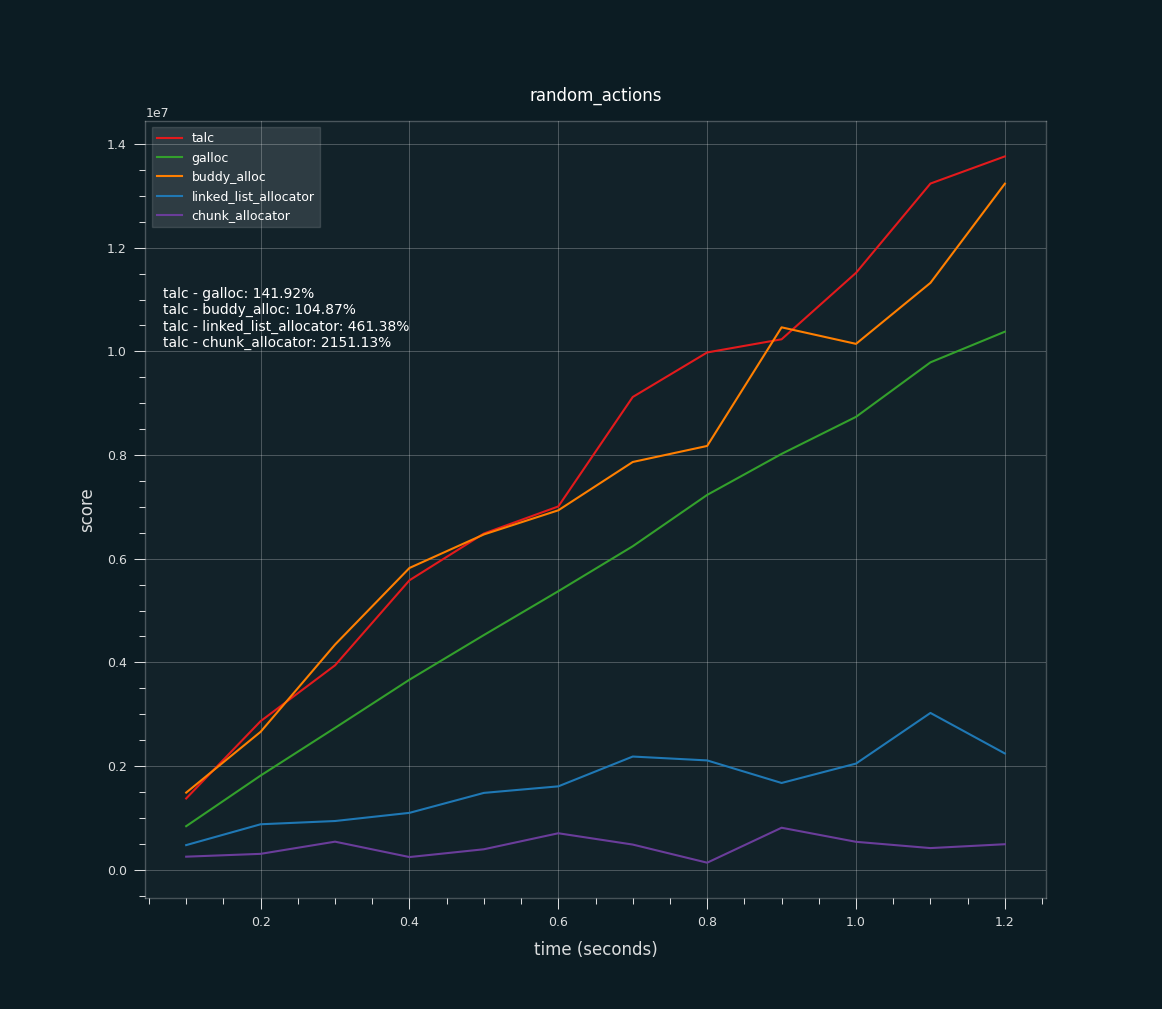 random_actions
1e7
talc
galloc
buddy_alloc
linked_list_allocator
chunk_allocator
talc - galloc: 141.92%
talc - buddy_alloc: 104.87%
talc - linked_list_allocator: 461.38%
talc - chunk_allocator: 2151.13%
1.4
1.2
1.0
0.8
0.6
0.4
0.2
0.0
score
0.2 0.4 0.6 0.8 1.0 1.2
time (seconds)